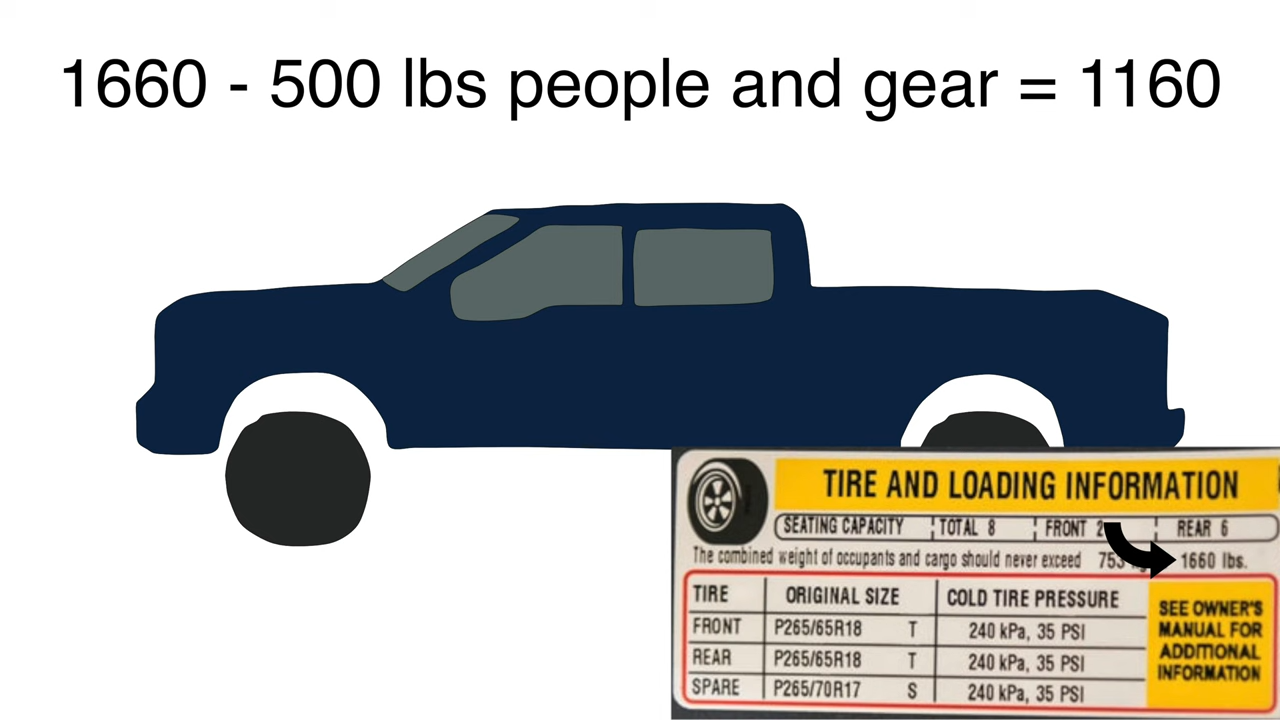 1660 - 500 lbs people and gear = 1160
TIRE AND LOADING INFORMATION
SEATING CAPACITY TOTAL 8 FRONT 2 REAR 6
The combined weight of occupants and cargo should never exceed 753 1660 lbs.
TIRE ORIGINAL SIZE COLD TIRE PRESSURE
FRONT P265/65R18 T 240 kPa, 35 PSI
REAR P265/65R18 T 240 kPa, 35 PSI
SPARE P265/70R17 S 240 kPa, 35 PSI
SEE OWNER'S
MANUAL FOR
ADDITIONAL
INFORMATION